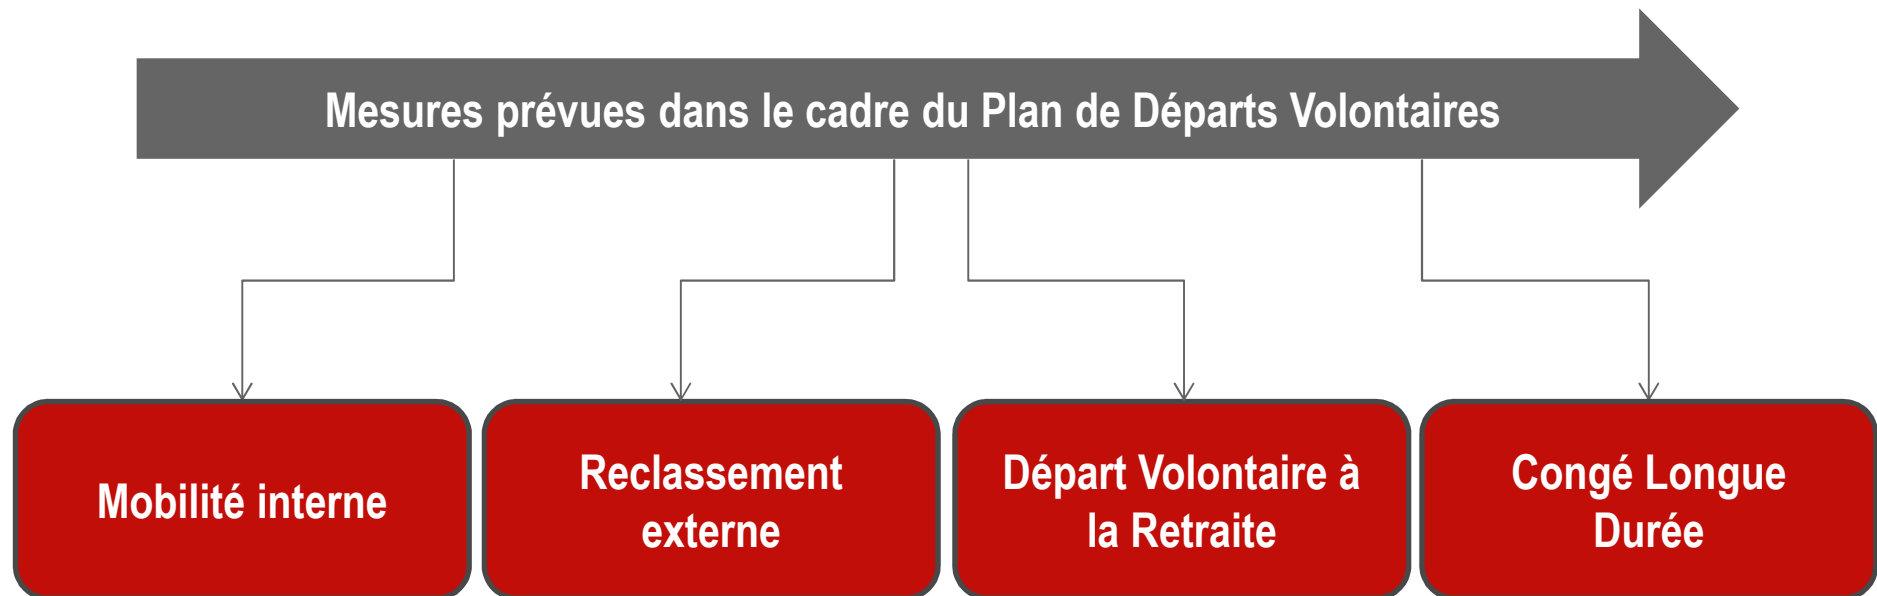 Mesures prévues dans le cadre du Plan de Départs Volontaires
Mobilité interne
Reclassement
externe
Départ Volontaire à
la Retraite
Congé Longue
Durée